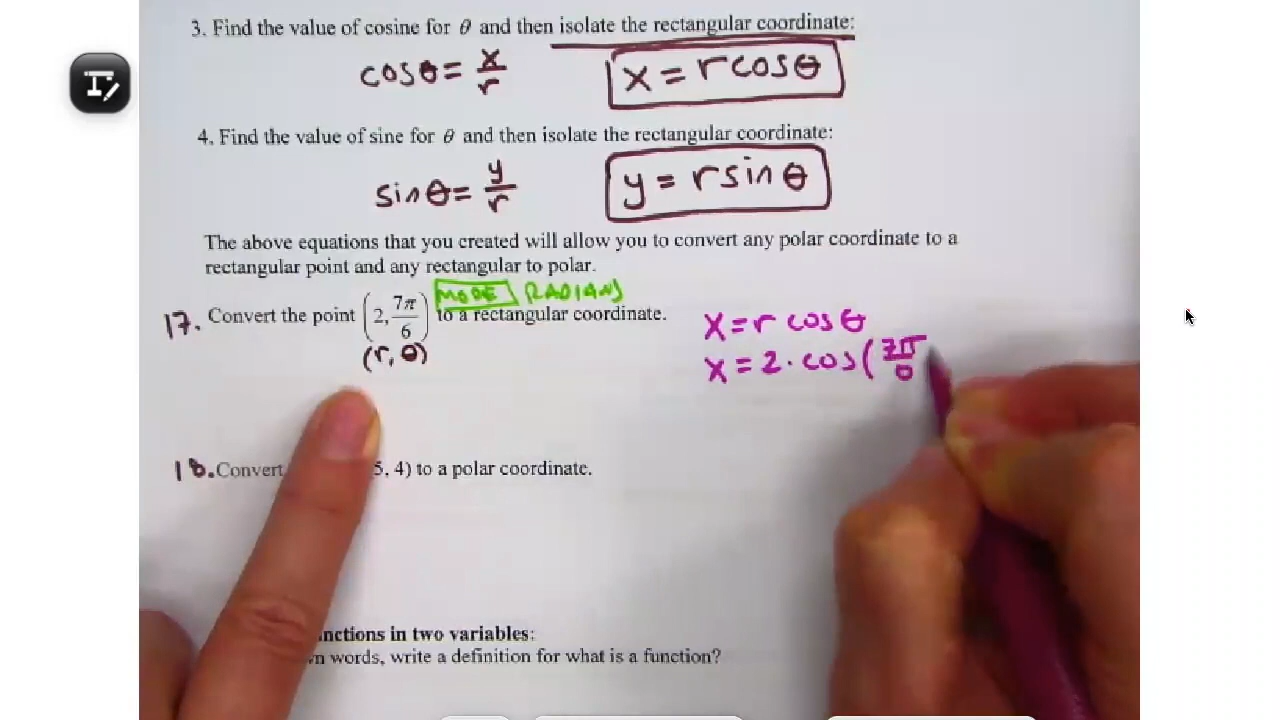 3. Find the value of cosine for θ and then isolate the rectangular coordinate:
cosθ = x/r
x = r cosθ
4. Find the value of sine for θ and then isolate the rectangular coordinate:
sinθ = y/r
y = r sinθ
The above equations that you created will allow you to convert any polar coordinate to a
rectangular point and any rectangular to polar.
MODE RADIANS
17. Convert the point (2, 7π/6) to a rectangular coordinate.
(r, θ)
x = r cosθ
x = 2 · cos(7π/6
18. Convert 5, 4) to a polar coordinate.
nctions in two variables:
n words, write a definition for what is a function?